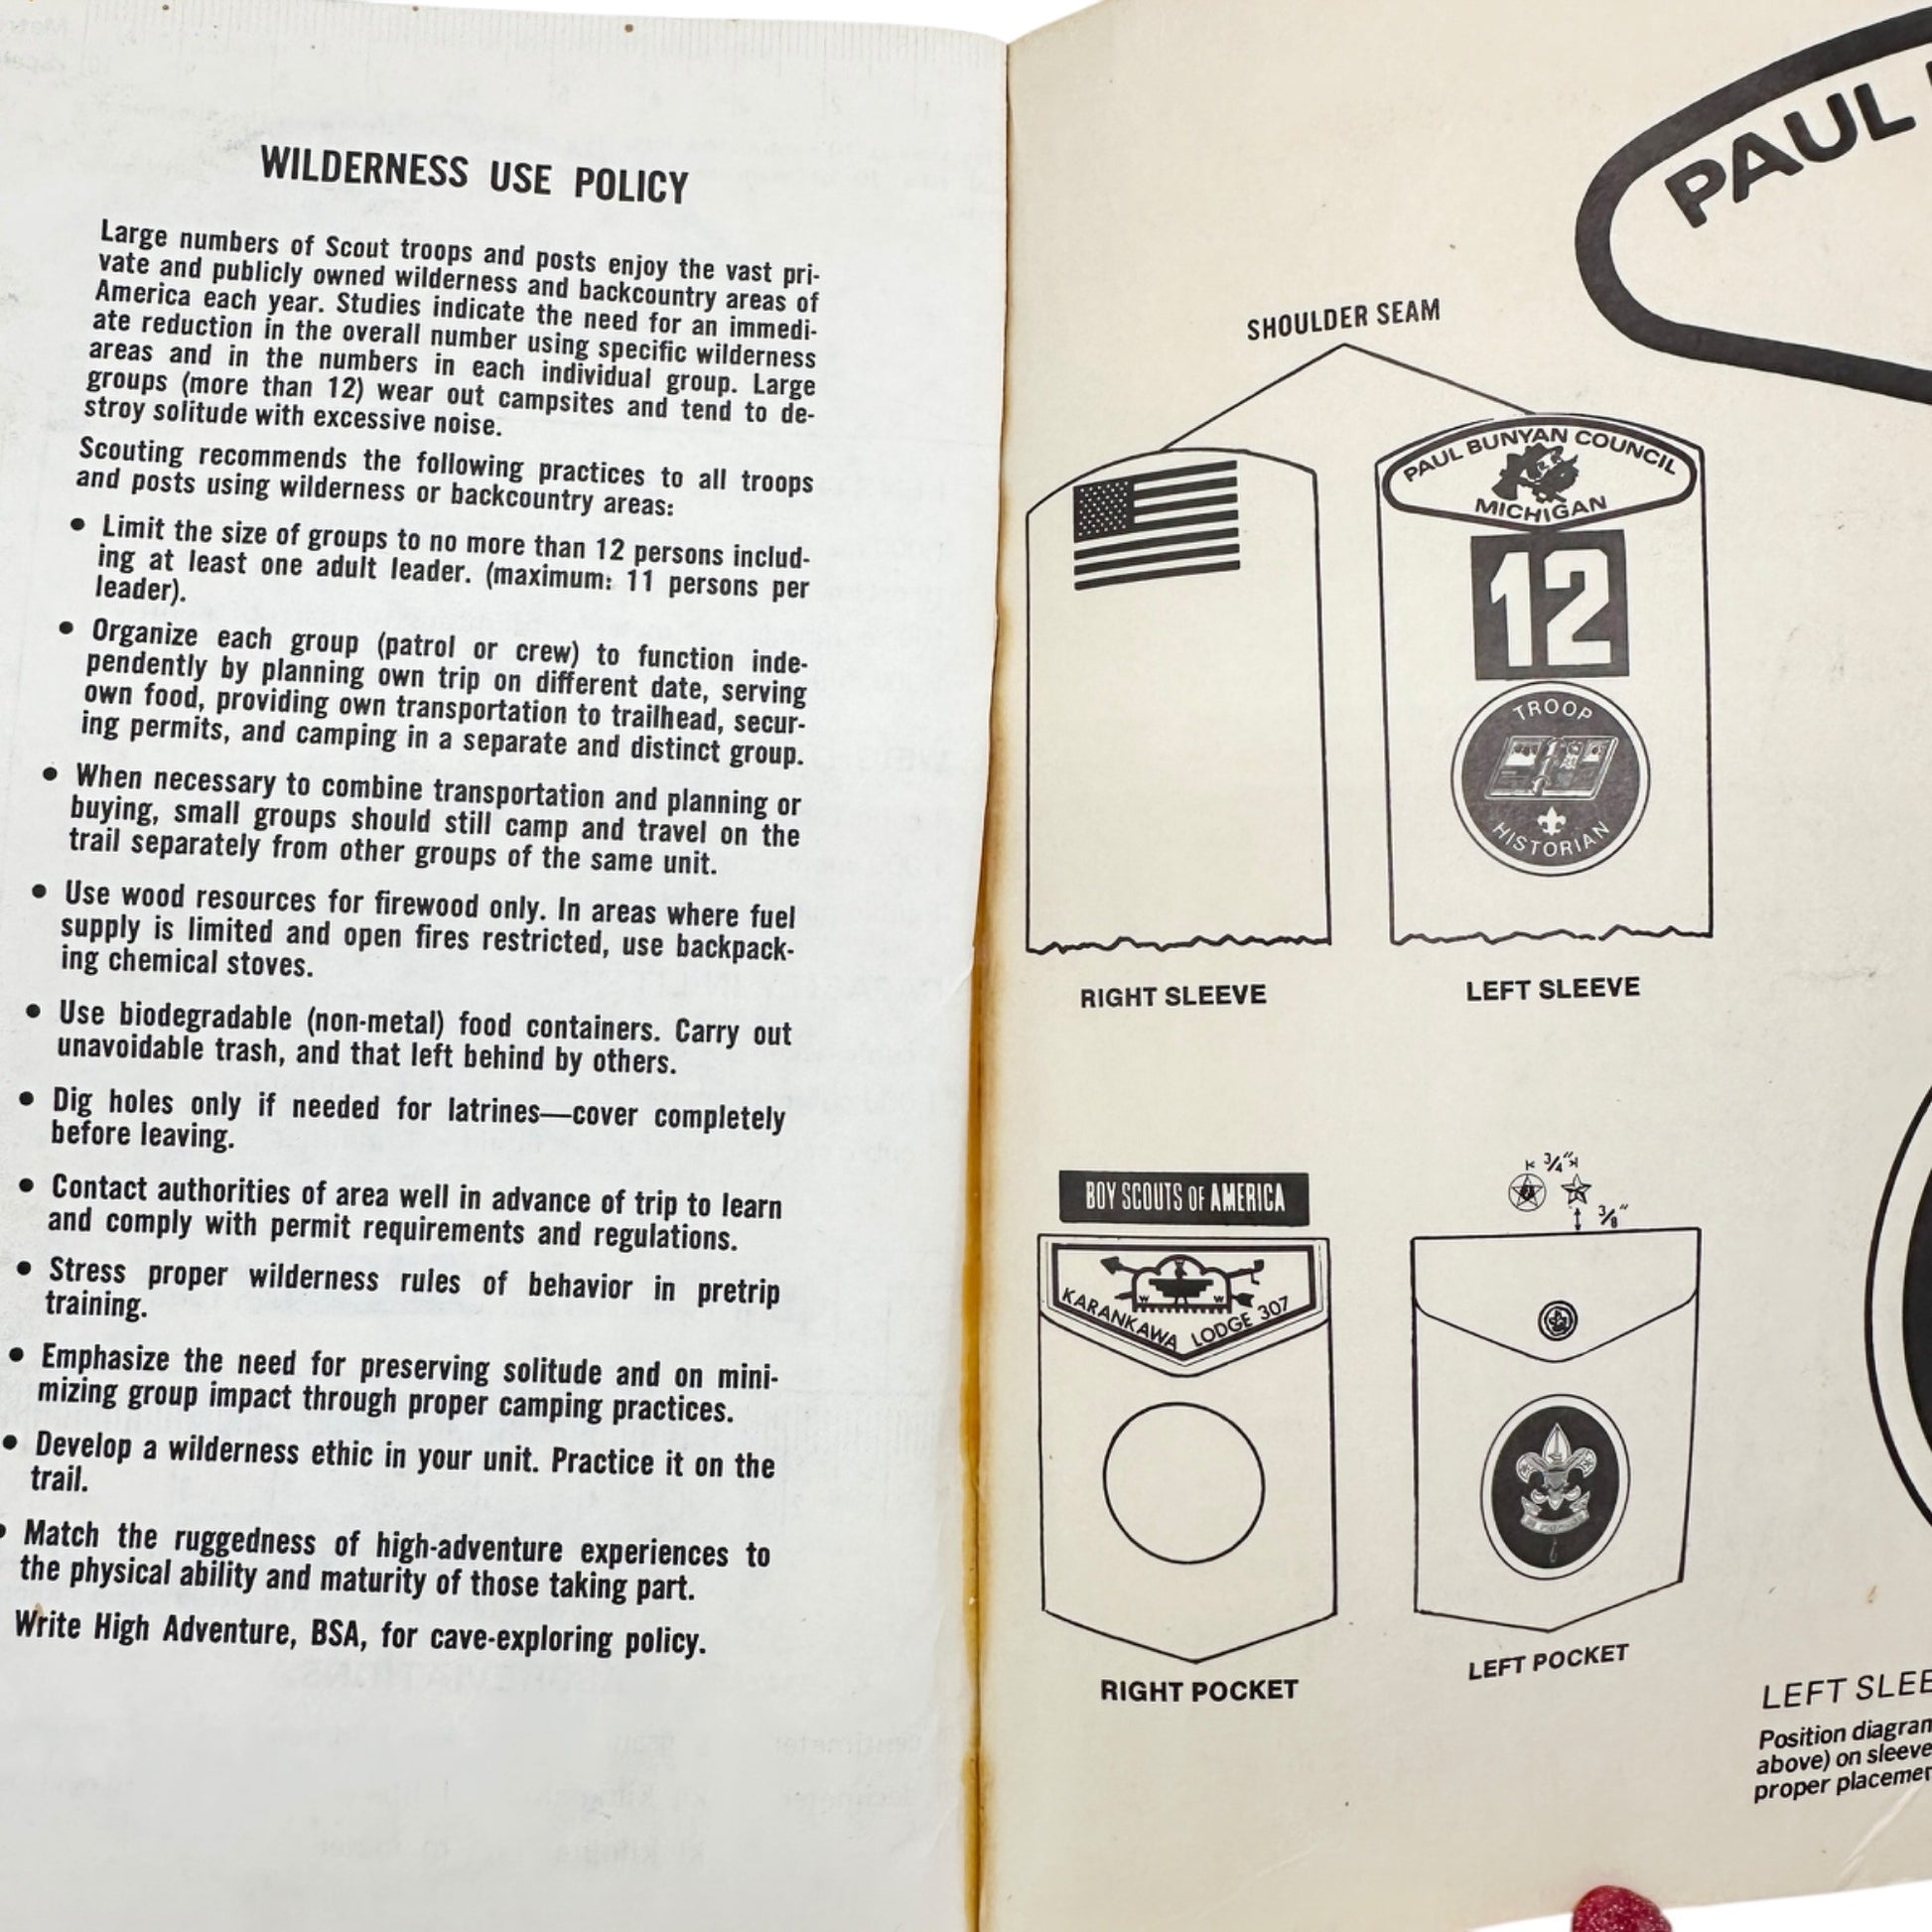 WILDERNESS USE POLICY
Large numbers of Scout troops and posts enjoy the vast pri-
vate and publicly owned wilderness and backcountry areas of
America each year. Studies indicate the need for an immedi-
ate reduction in the overall number using specific wilderness
areas and in the numbers in each individual group. Large
groups (more than 12) wear out campsites and tend to de-
stroy solitude with excessive noise.
Scouting recommends the following practices to all troops
and posts using wilderness or backcountry areas:
• Limit the size of groups to no more than 12 persons includ-
ing at least one adult leader. (maximum: 11 persons per
leader).
• Organize each group (patrol or crew) to function inde-
pendently by planning own trip on different date, serving
own food, providing own transportation to trailhead, secur-
ing permits, and camping in a separate and distinct group.
• When necessary to combine transportation and planning or
buying, small groups should still camp and travel on the
trail separately from other groups of the same unit.
• Use wood resources for firewood only. In areas where fuel
supply is limited and open fires restricted, use backpack-
ing chemical stoves.
• Use biodegradable (non-metal) food containers. Carry out
unavoidable trash, and that left behind by others.
• Dig holes only if needed for latrines—cover completely
before leaving.
• Contact authorities of area well in advance of trip to learn
and comply with permit requirements and regulations.
• Stress proper wilderness rules of behavior in pretrip
training.
• Emphasize the need for preserving solitude and on mini-
mizing group impact through proper camping practices.
• Develop a wilderness ethic in your unit. Practice it on the
trail.
• Match the ruggedness of high-adventure experiences to
the physical ability and maturity of those taking part.
Write High Adventure, BSA, for cave-exploring policy.
PAUL
SHOULDER SEAM
PAUL BUNYAN COUNCIL
MICHIGAN
12
TROOP
HISTORIAN
RIGHT SLEEVE
LEFT SLEEVE
BOY SCOUTS OF AMERICA
KARANKAWA LODGE 307
3/4"
3/8"
RIGHT POCKET
LEFT POCKET
LEFT SLEE
Position diagram
above) on sleeve
proper placemen